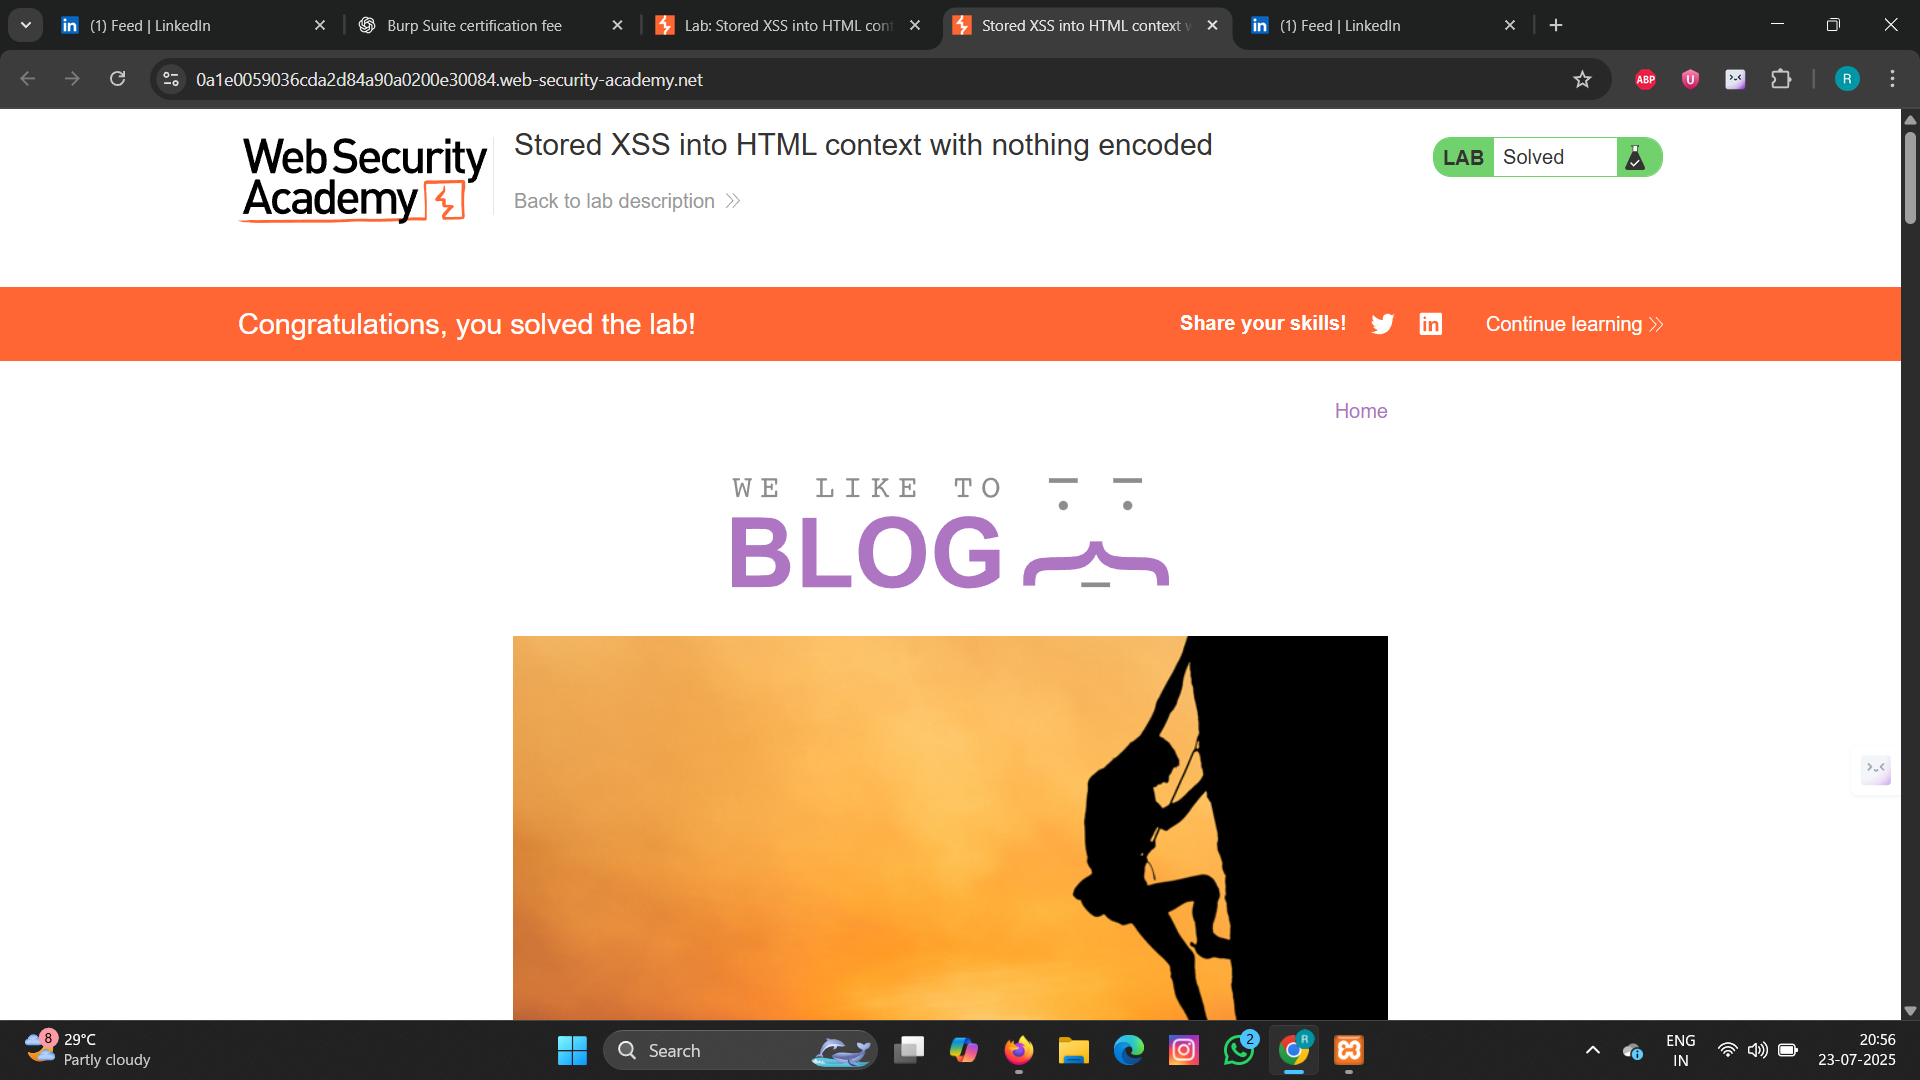 (1) Feed | LinkedIn
Burp Suite certification fee
Lab: Stored XSS into HTML cont
Stored XSS into HTML context w
(1) Feed | LinkedIn
0a1e0059036cda2d84a90a0200e30084.web-security-academy.net
ABP
U
R
Web Security
Academy
Stored XSS into HTML context with nothing encoded
Back to lab description
LAB Solved
Congratulations, you solved the lab!
Share your skills!
in
Continue learning
Home
WE LIKE TO
BLOG
8
29°C
Partly cloudy
Search
2
R
ENG
IN
20:56
23-07-2025